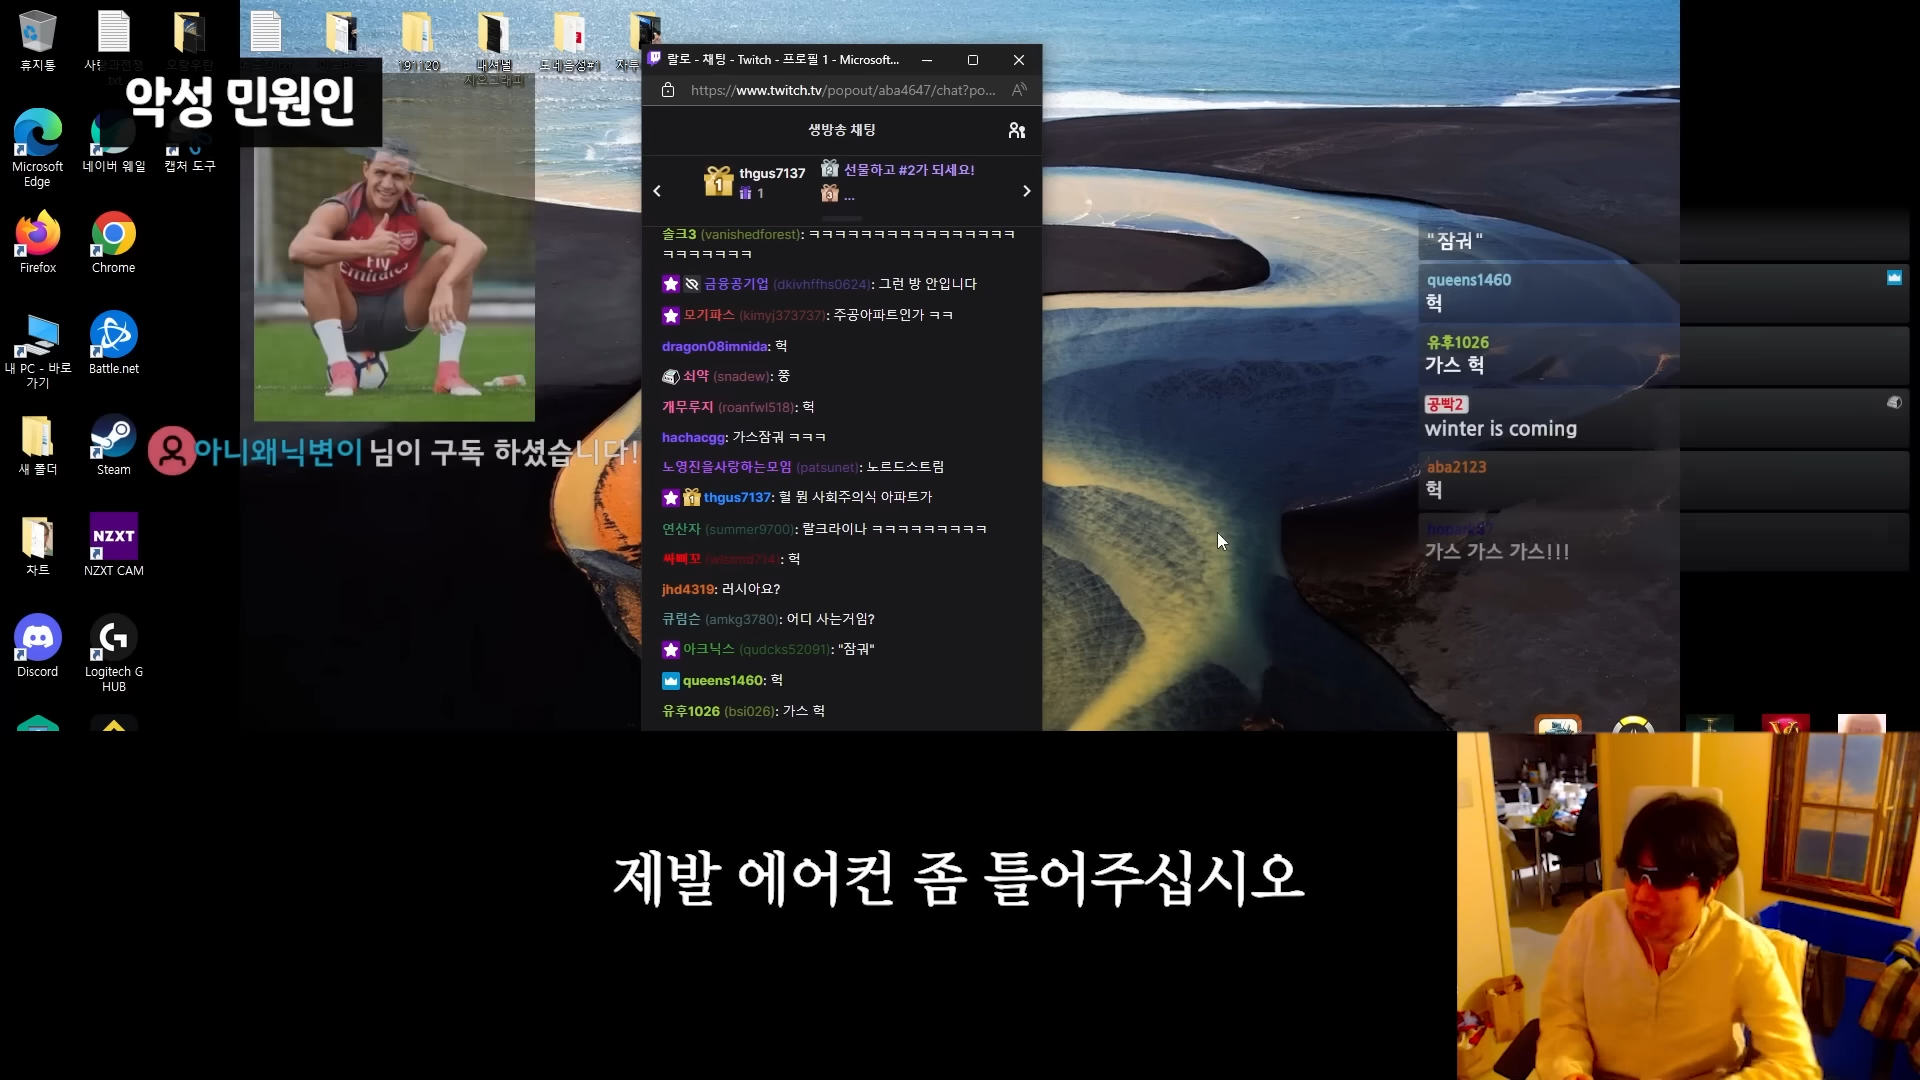 휴지통
191120
악성 민원인
Microsoft Edge
네이버 웨일
캡처 도구
Firefox
Chrome
내 PC - 바로 가기
Battle.net
새 폴더
Steam
차트
NZXT
NZXT CAM
Discord
Logitech G HUB
Fly Emirates
아니왜닉변이 님이 구독 하셨습니다!
랄로 - 채팅 - Twitch - 프로필 1 - Microsoft...
https://www.twitch.tv/popout/aba4647/chat?po...
생방송 채팅
1 thgus7137
1
2 선물하고 #2가 되세요!
3 ...
솔크3 (vanishedforest): ㅋㅋㅋㅋㅋㅋㅋㅋㅋㅋㅋㅋㅋㅋㅋㅋ
ㅋㅋㅋㅋㅋㅋㅋ
금융공기업 (dkivhffhs0624): 그런 방 안입니다
모기파스 (kimyj373737): 주공아파트인가 ㅋㅋ
dragon08imnida: 헉
쇠약 (snadew): 쭝
개무루지 (roanfwl518): 헉
hachacgg: 가스잠궈 ㅋㅋㅋ
노영진을사랑하는모임 (patsunet): 노르드스트림
thgus7137: 헐 뭔 사회주의식 아파트가
연산자 (summer9700): 랄크라이나 ㅋㅋㅋㅋㅋㅋㅋㅋㅋ
싸삐꼬: 헉
jhd4319: 러시아요?
큐림슨 (amkg3780): 어디 사는거임?
아크닉스 (qudcks52091): "잠궈"
queens1460: 헉
유후1026 (bsi026): 가스 헉
"잠궈"
queens1460
헉
유후1026
가스 헉
공빡2
winter is coming
aba2123
헉
가스 가스 가스!!!
제발 에어컨 좀 틀어주십시오